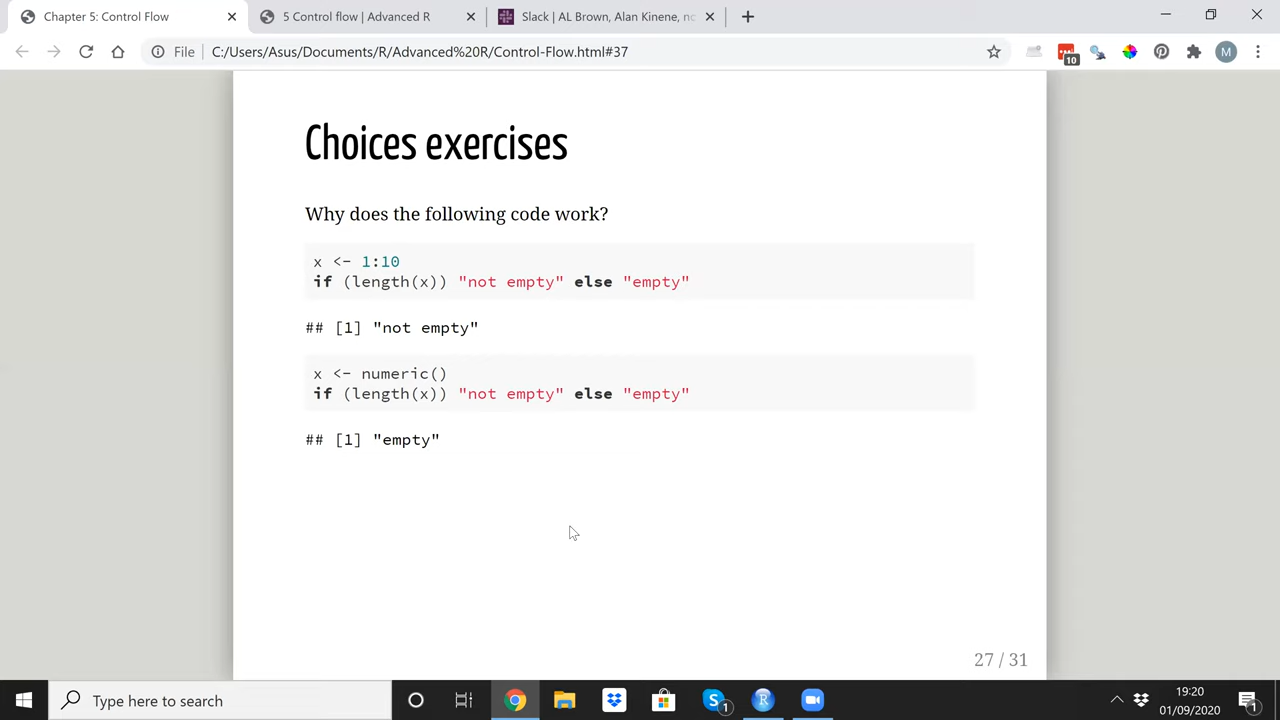 Chapter 5: Control Flow
5 Control flow | Advanced R
Slack | AL Brown, Alan Kinene, nc
File
C:/Users/Asus/Documents/R/Advanced%20R/Control-Flow.html#37
10
M
Choices exercises
Why does the following code work?
x <- 1:10
if (length(x)) "not empty" else "empty"
## [1] "not empty"
x <- numeric()
if (length(x)) "not empty" else "empty"
## [1] "empty"
27 / 31
Type here to search
S
1
R
19:20
01/09/2020
1